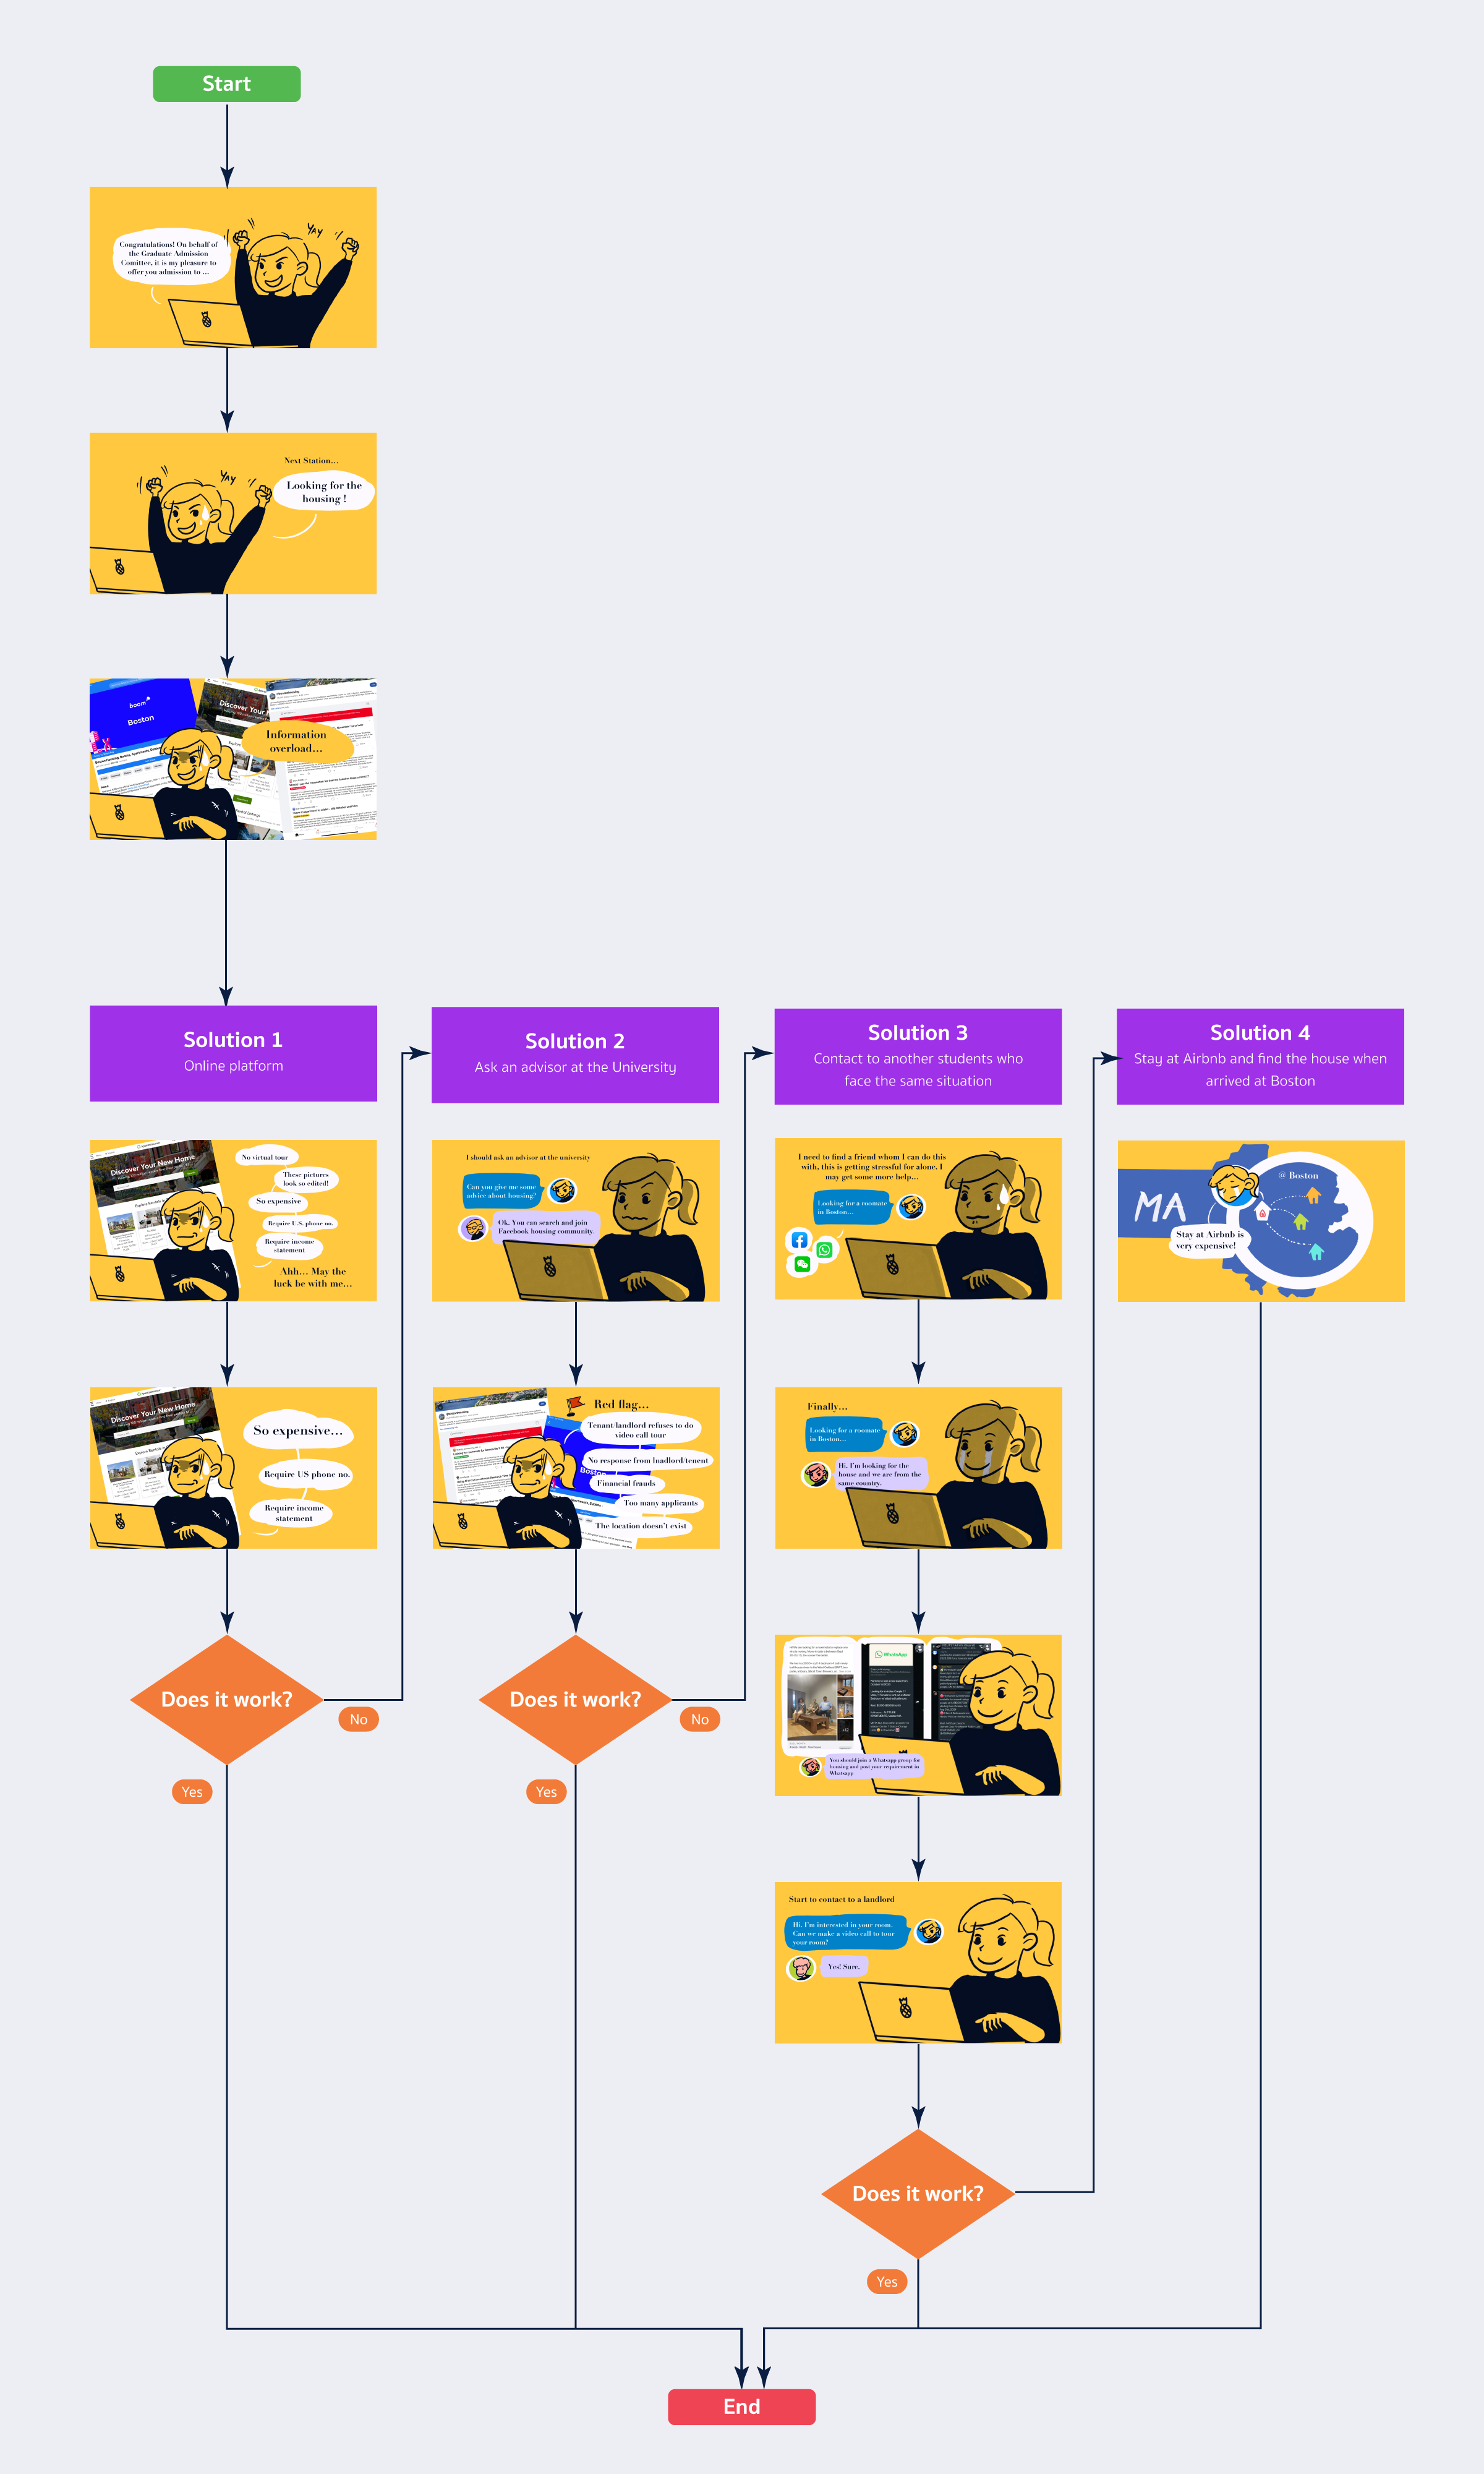 Start
Congratulations! On behalf of
the Graduate Admission
Comittee, it is my pleasure to
offer you admission to ...
YAY
Next Station...
YAY
Looking for the
housing !
boom
Boston
Discover Your
Information
overload...
Solution 1
Online platform
Solution 2
Ask an advisor at the University
Solution 3
Contact to another students who
face the same situation
Solution 4
Stay at Airbnb and find the house when
arrived at Boston
Discover Your New Home
No virtual tour
These pictures
look so edited!
So expensive
Require U.S. phone no.
Require income
statement
Ahh... May the
luck be with me...
I should ask an advisor at the university
Can you give me some
advice about housing?
Ok. You can search and join
Facebook housing community.
I need to find a friend whom I can do this
with, this is getting stressful for alone. I
may get some more help...
Looking for a roomate
in Boston...
MA
@ Boston
Stay at Airbnb is
very expensive!
Discover Your New Home
So expensive...
Require US phone no.
Require income
statement
Red flag...
Tenant/landlord refuses to do
video call tour
No response from lnadlord/tenent
Financial frauds
Too many applicants
The location doesn't exist
Finally...
Looking for a roomate
in Boston...
Hi. I'm looking for the
house and we are from the
same country.
Does it work?
No
Yes
Does it work?
No
Yes
WhatsApp
You should join a Whatsapp group for
housing and post your requirement in
Whatsapp
Start to contact to a landlord
Hi. I'm interested in your room.
Can we make a video call to tour
your room?
Yes! Sure.
Does it work?
Yes
End